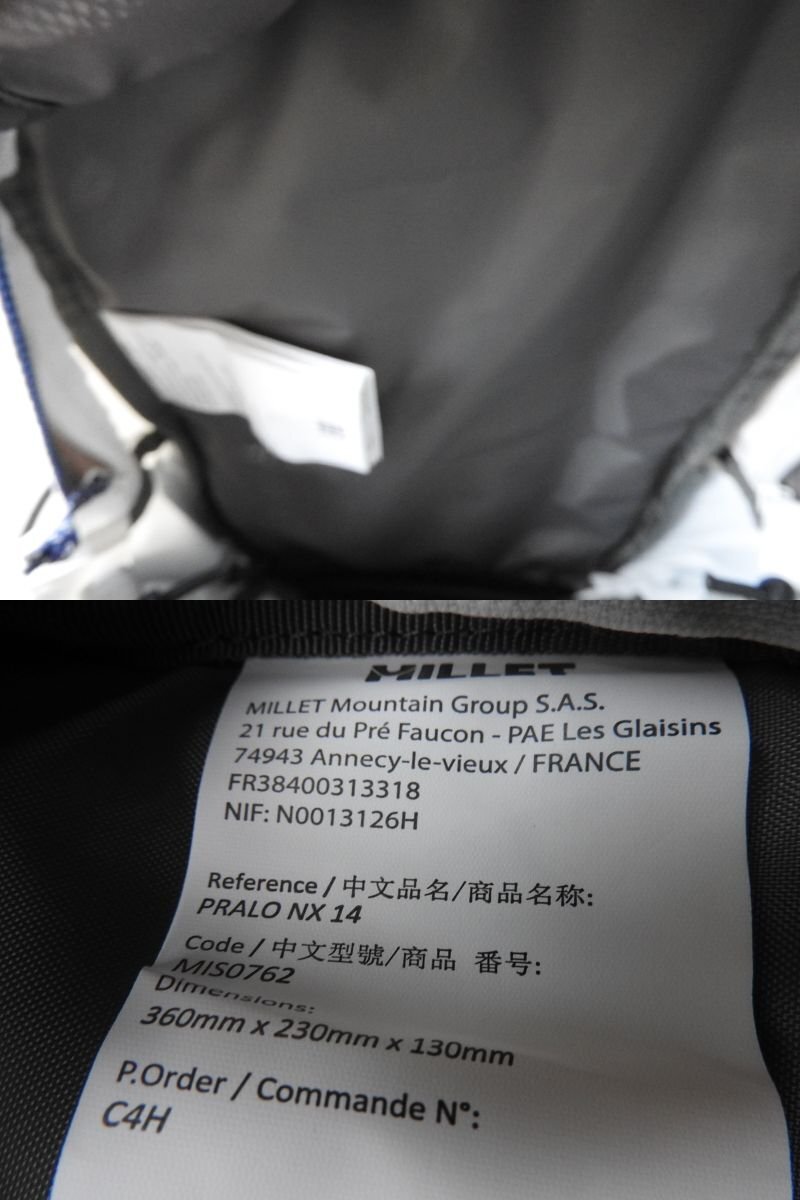 MILLET
MILLET Mountain Group S.A.S.
21 rue du Pré Faucon - PAE Les Glaisins
74943 Annecy-le-vieux / FRANCE
FR38400313318
NIF: N0013126H
Reference / 中文品名/商品名称:
PRALO NX 14
Code / 中文型號/商品 番号:
MIS0762
Dimensions:
360mm x 230mm x 130mm
P.Order / Commande N°:
C4H